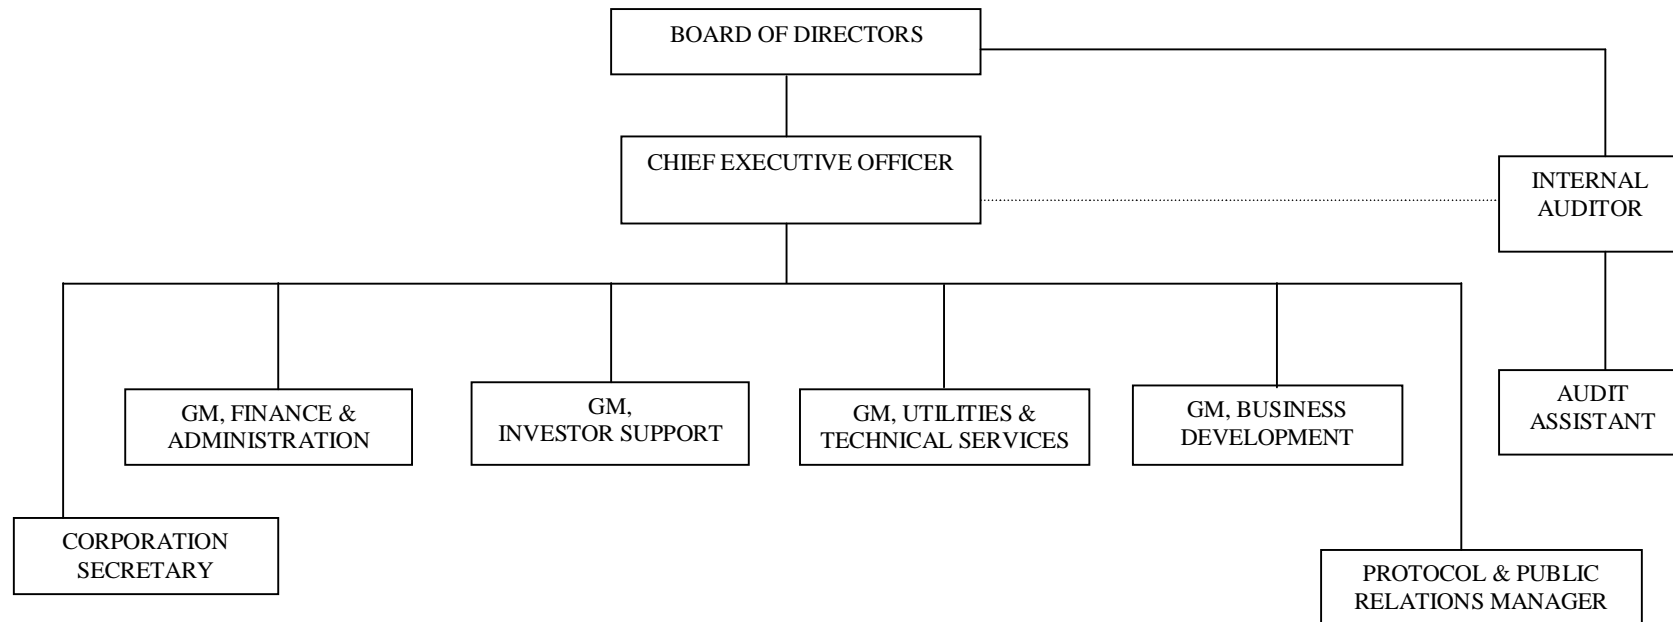 BOARD OF DIRECTORS
CHIEF EXECUTIVE OFFICER
INTERNAL
AUDITOR
GM, FINANCE &
ADMINISTRATION
GM,
INVESTOR SUPPORT
GM, UTILITIES &
TECHNICAL SERVICES
GM, BUSINESS
DEVELOPMENT
AUDIT
ASSISTANT
CORPORATION
SECRETARY
PROTOCOL & PUBLIC
RELATIONS MANAGER